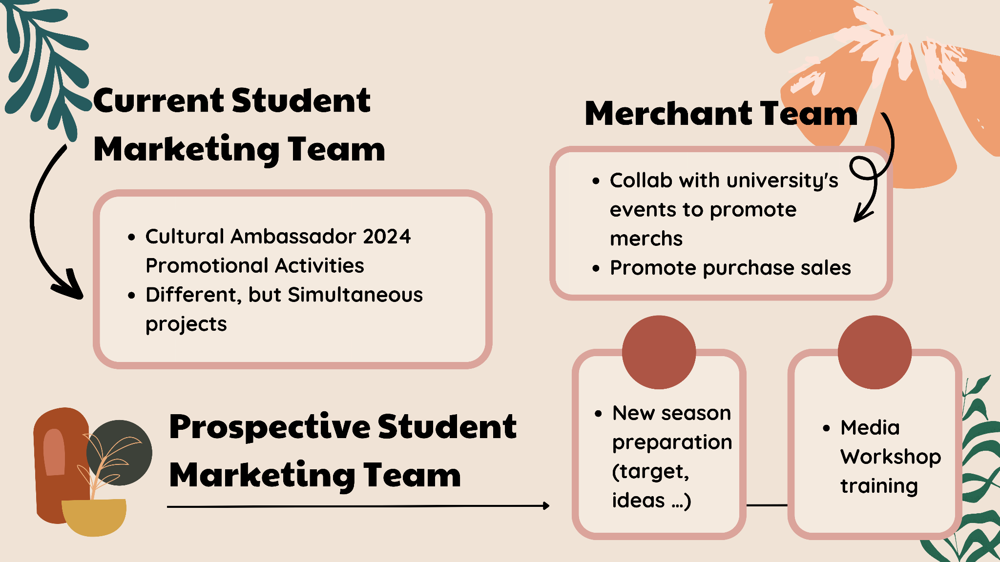 Current Student
Marketing Team
• Cultural Ambassador 2024
Promotional Activities
• Different, but Simultaneous
projects
Merchant Team
• Collab with university's
events to promote
merchs
• Promote purchase sales
Prospective Student
Marketing Team
• New season
preparation
(target,
ideas ...)
• Media
Workshop
training